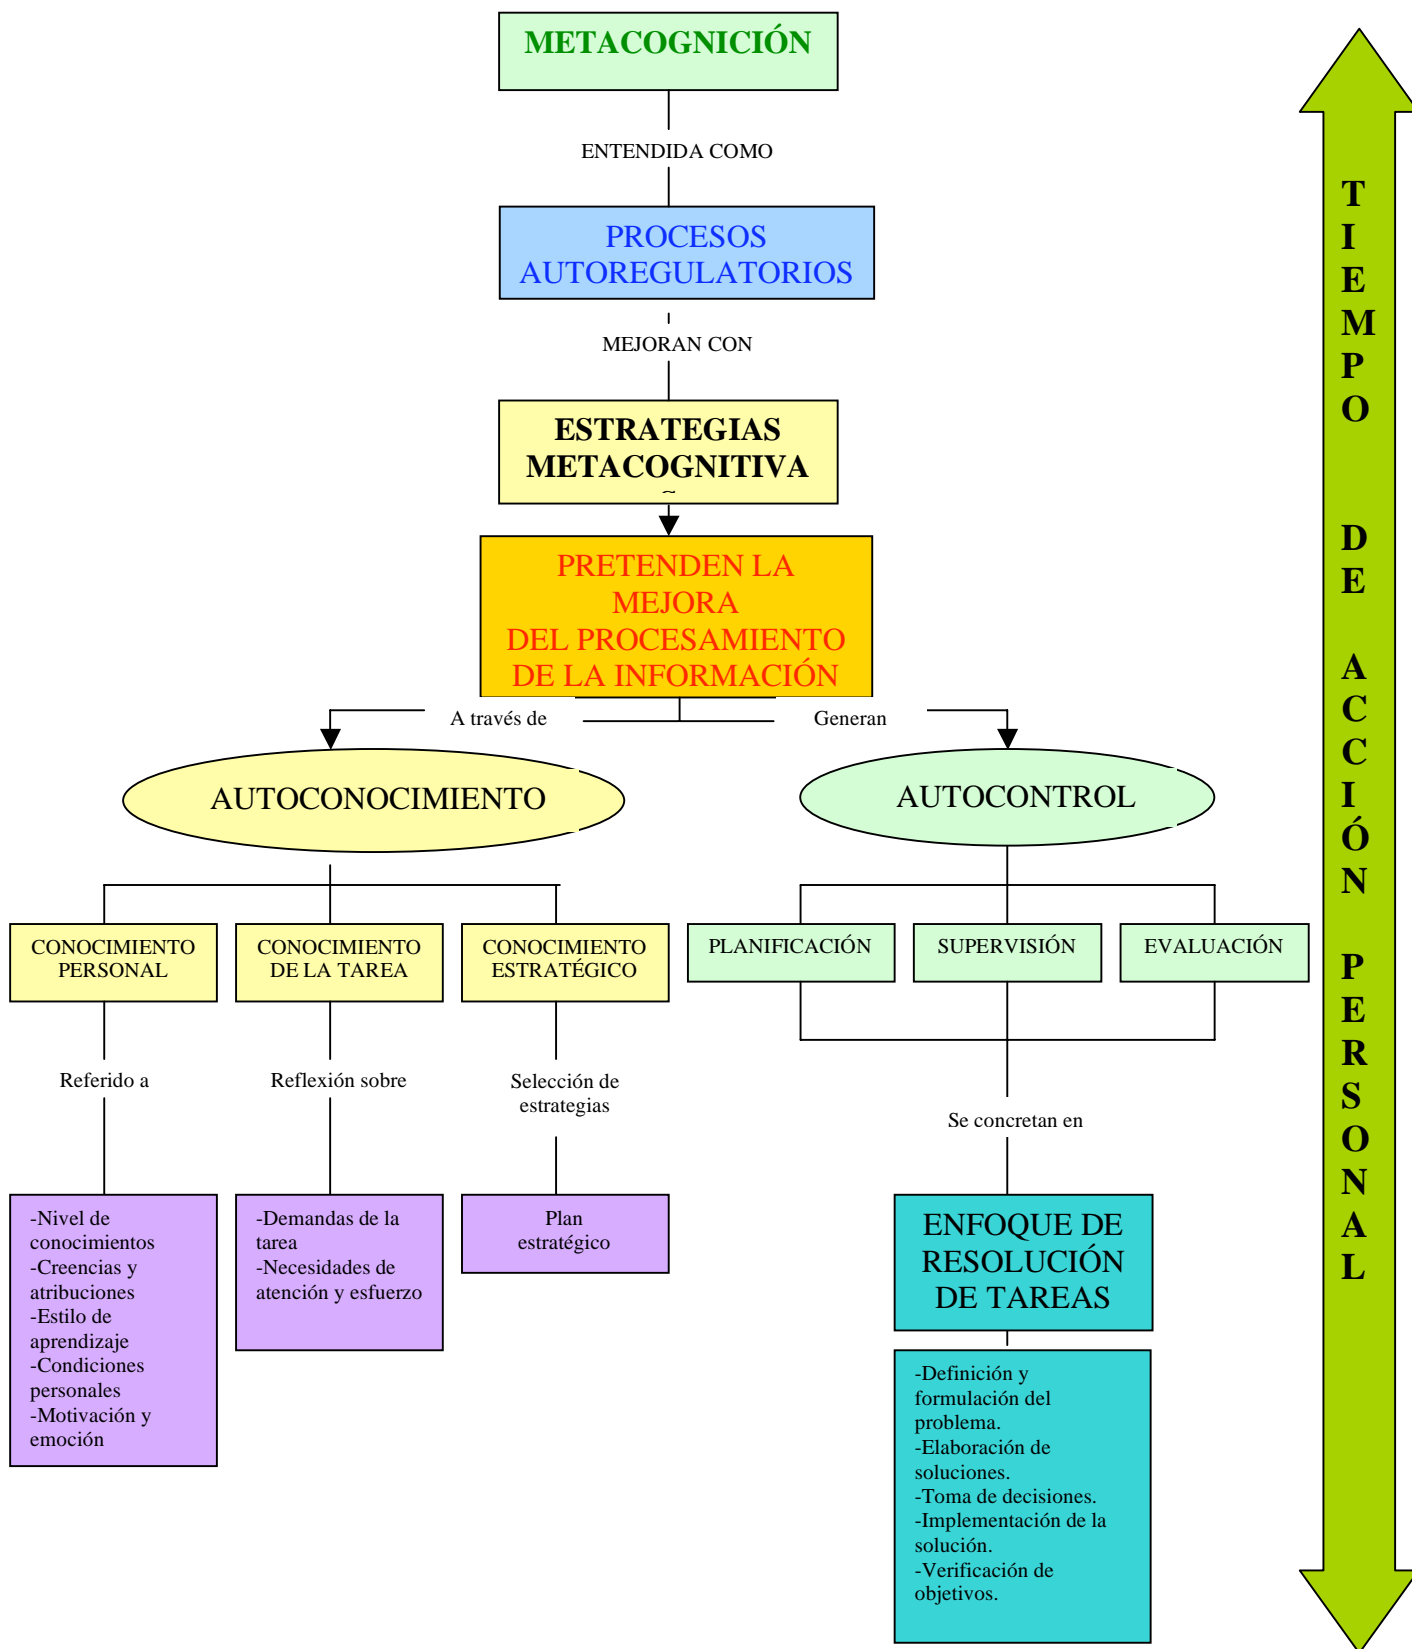 METACOGNICIÓN
ENTENDIDA COMO
PROCESOS
AUTOREGULATORIOS
MEJORAN CON
ESTRATEGIAS
METACOGNITIVA
PRETENDEN LA
MEJORA
DEL PROCESAMIENTO
DE LA INFORMACIÓN
A través de
Generan
AUTOCONOCIMIENTO
AUTOCONTROL
CONOCIMIENTO
PERSONAL
CONOCIMIENTO
DE LA TAREA
CONOCIMIENTO
ESTRATÉGICO
PLANIFICACIÓN
SUPERVISIÓN
EVALUACIÓN
Referido a
Reflexión sobre
Selección de
estrategias
Se concretan en
-Nivel de
conocimientos
-Creencias y
atribuciones
-Estilo de
aprendizaje
-Condiciones
personales
-Motivación y
emoción
-Demandas de la
tarea
-Necesidades de
atención y esfuerzo
Plan
estratégico
ENFOQUE DE
RESOLUCIÓN
DE TAREAS
-Definición y
formulación del
problema.
-Elaboración de
soluciones.
-Toma de decisiones.
-Implementación de la
solución.
-Verificación de
objetivos.
TIEMPO DE ACCIÓN PERSONAL